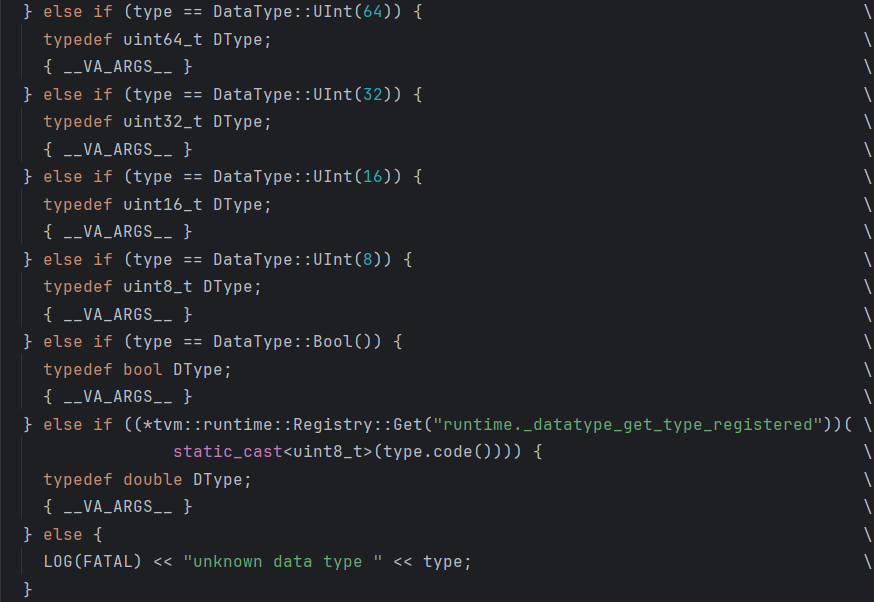 } else if (type == DataType::UInt(64)) { \
  typedef uint64_t DType; \
  { __VA_ARGS__ } \
} else if (type == DataType::UInt(32)) { \
  typedef uint32_t DType; \
  { __VA_ARGS__ } \
} else if (type == DataType::UInt(16)) { \
  typedef uint16_t DType; \
  { __VA_ARGS__ } \
} else if (type == DataType::UInt(8)) { \
  typedef uint8_t DType; \
  { __VA_ARGS__ } \
} else if (type == DataType::Bool()) { \
  typedef bool DType; \
  { __VA_ARGS__ } \
} else if ((*tvm::runtime::Registry::Get("runtime._datatype_get_type_registered"))( \
               static_cast<uint8_t>(type.code()))) { \
  typedef double DType; \
  { __VA_ARGS__ } \
} else { \
  LOG(FATAL) << "unknown data type " << type; \
}